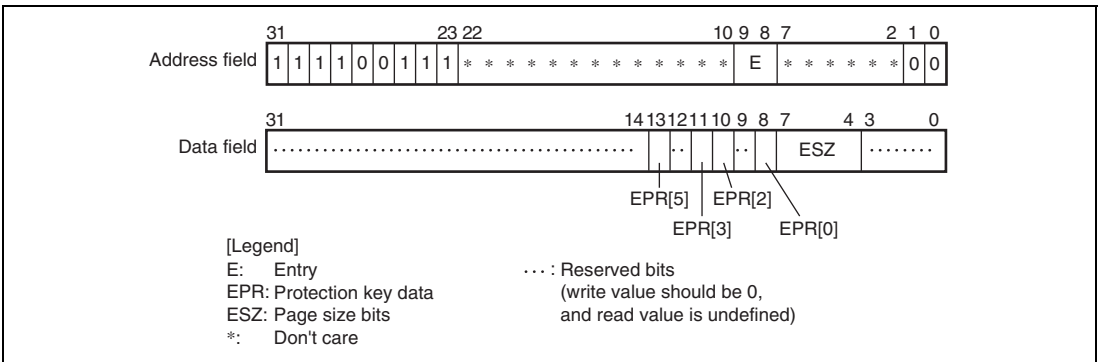 31 23 22 10 9 8 7 2 1 0
Address field 1 1 1 1 0 0 1 1 1 * * * * * * * * * * * * * E * * * * * * 0 0
31 14 13 12 11 10 9 8 7 4 3 0
Data field ESZ
EPR[5] EPR[2]
EPR[3] EPR[0]
[Legend]
E: Entry ··· : Reserved bits
EPR: Protection key data (write value should be 0,
ESZ: Page size bits and read value is undefined)
*: Don't care